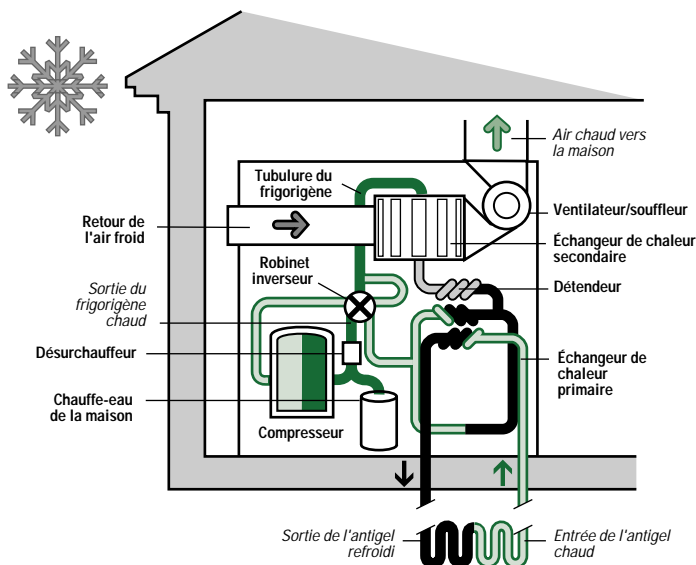 Air chaud vers
la maison
Tubulure du
frigorigène
Ventilateur/souffleur
Retour de
l'air froid
Échangeur de chaleur
secondaire
Robinet
inverseur
Détendeur
Sortie du
frigorigène
chaud
Désurchauffeur
Échangeur de
chaleur
primaire
Chauffe-eau
de la maison
Compresseur
Sortie de l'antigel
refroidi
Entrée de l'antigel
chaud